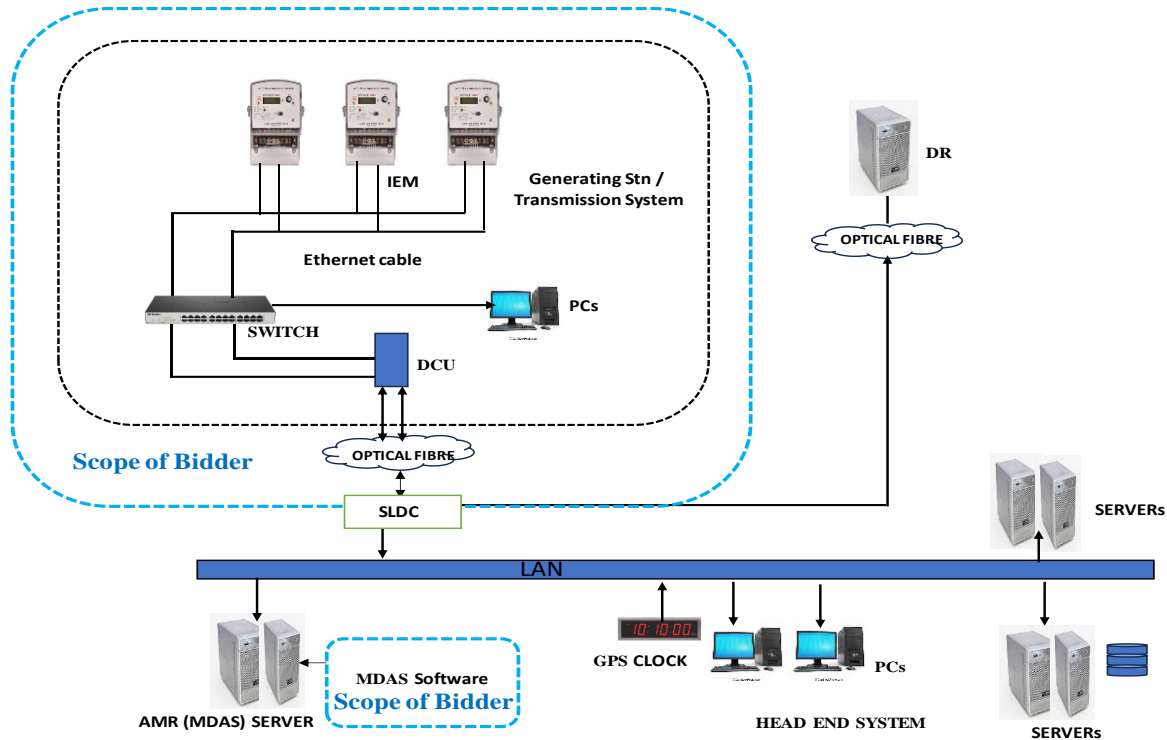 IEM
Generating Stn /
Transmission System
Ethernet cable
SWITCH
PCs
DCU
OPTICAL FIBRE
Scope of Bidder
SLDC
DR
OPTICAL FIBRE
SERVERs
LAN
10:10:00
GPS CLOCK
PCs
MDAS Software
Scope of Bidder
AMR (MDAS) SERVER
HEAD END SYSTEM
SERVERs